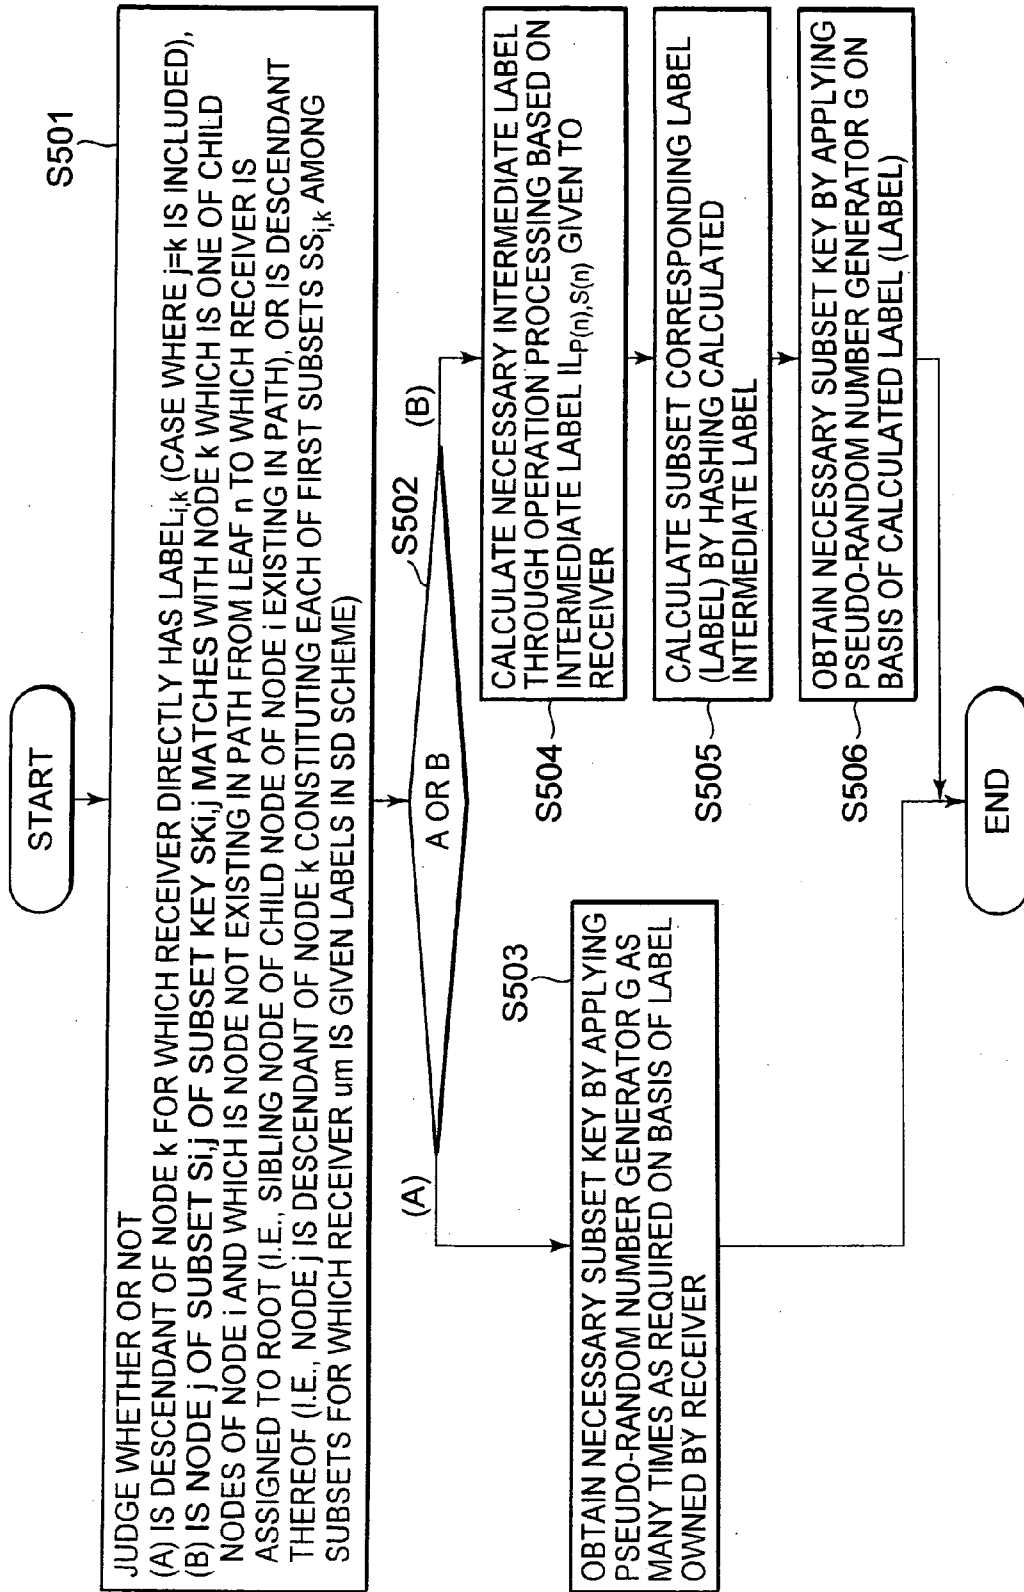 START
S501
JUDGE WHETHER OR NOT
(A) IS DESCENDANT OF NODE k FOR WHICH RECEIVER DIRECTLY HAS LABEL i,k (CASE WHERE j=k IS INCLUDED),
(B) IS NODE j OF SUBSET Si,j OF SUBSET KEY SKi,j MATCHES WITH NODE k WHICH IS ONE OF CHILD
NODES OF NODE i AND WHICH IS NODE NOT EXISTING IN PATH FROM LEAF n TO WHICH RECEIVER IS
ASSIGNED TO ROOT (I.E., SIBLING NODE OF CHILD NODE OF NODE i EXISTING IN PATH), OR IS DESCENDANT
THEREOF (I.E., NODE j IS DESCENDANT OF NODE k CONSTITUTING EACH OF FIRST SUBSETS SSi,k AMONG
SUBSETS FOR WHICH RECEIVER um IS GIVEN LABELS IN SD SCHEME)
S502
A OR B
(A)
(B)
S503
OBTAIN NECESSARY SUBSET KEY BY APPLYING
PSEUDO-RANDOM NUMBER GENERATOR G AS
MANY TIMES AS REQUIRED ON BASIS OF LABEL
OWNED BY RECEIVER
S504
CALCULATE NECESSARY INTERMEDIATE LABEL
THROUGH OPERATION PROCESSING BASED ON
INTERMEDIATE LABEL ILP(n),S(n) GIVEN TO
RECEIVER
S505
CALCULATE SUBSET CORRESPONDING LABEL
(LABEL) BY HASHING CALCULATED
INTERMEDIATE LABEL
S506
OBTAIN NECESSARY SUBSET KEY BY APPLYING
PSEUDO-RANDOM NUMBER GENERATOR G ON
BASIS OF CALCULATED LABEL (LABEL)
END